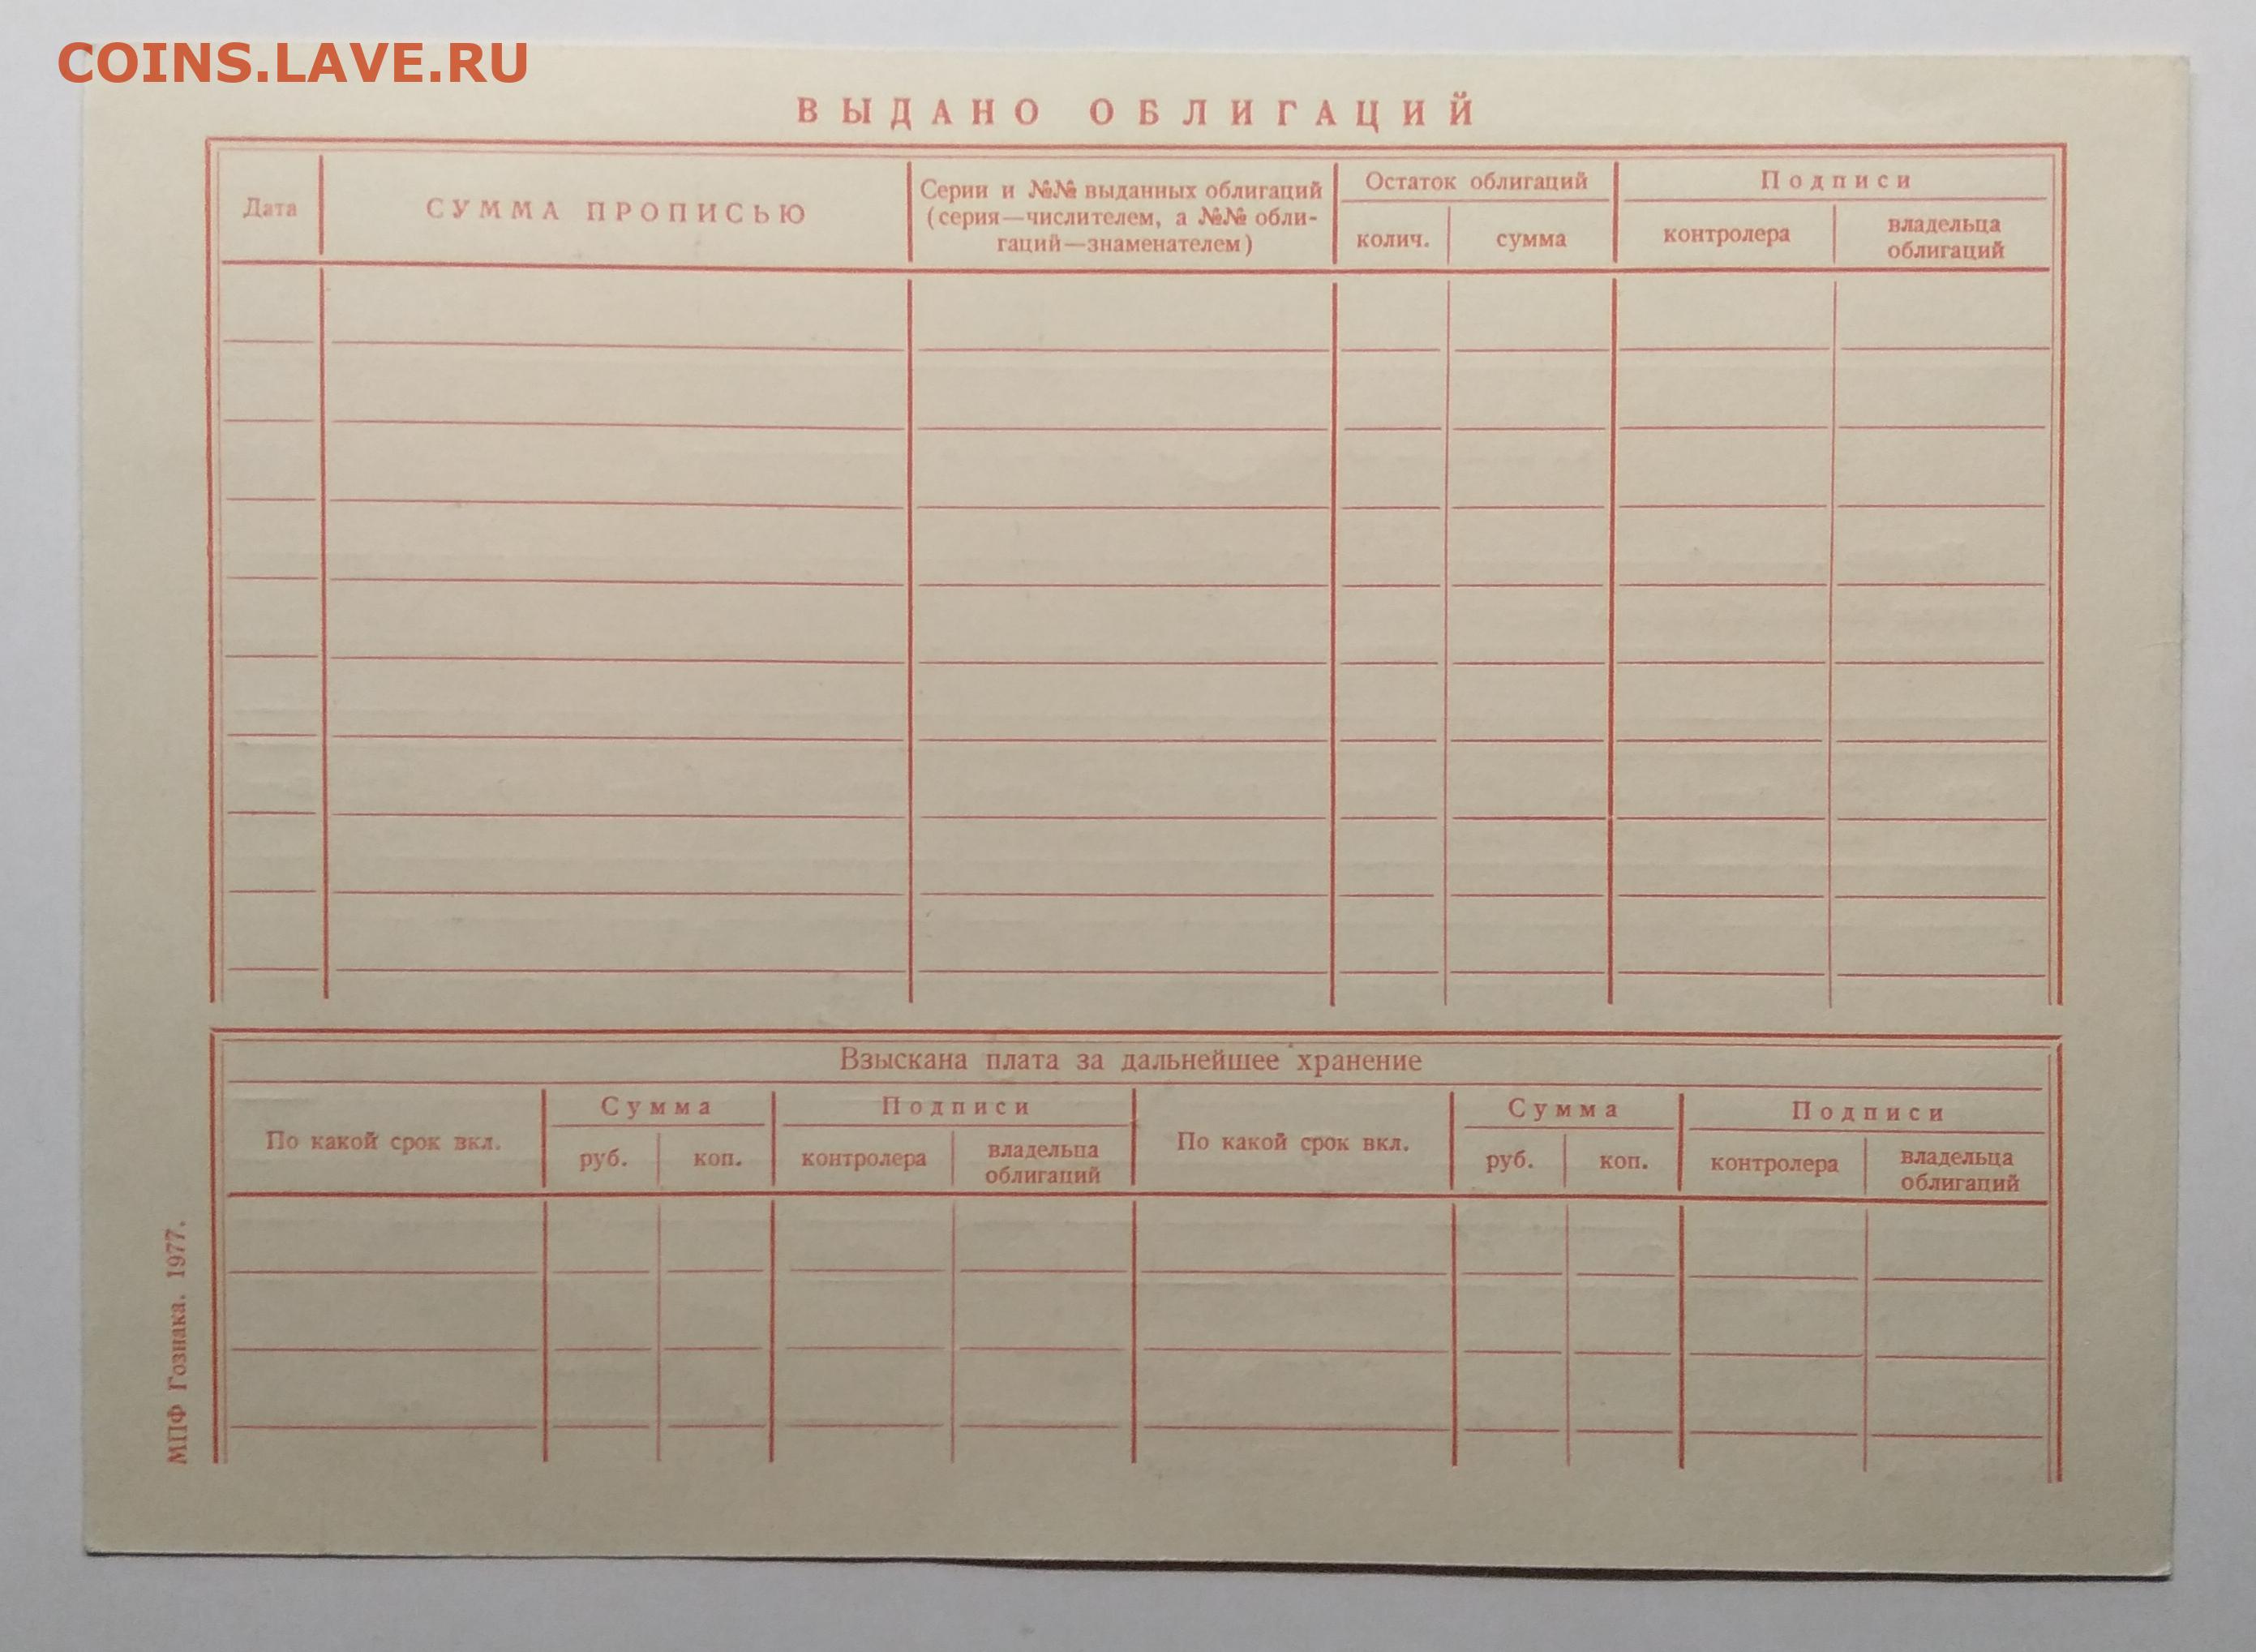 COINS.LAVE.RU
ВЫДАНО ОБЛИГАЦИЙ
Дата
СУММА ПРОПИСЬЮ
Серии и №№ выданных облигаций
(серия—числителем, а №№ обли-
гаций—знаменателем)
Остаток облигаций
колич.
сумма
Подписи
контролера
владельца
облигаций
Взыскана плата за дальнейшее хранение
По какой срок вкл.
Сумма
руб.
коп.
Подписи
контролера
владельца
облигаций
По какой срок вкл.
Сумма
руб.
коп.
Подписи
контролера
владельца
облигаций
МПФ Гознака. 1977.